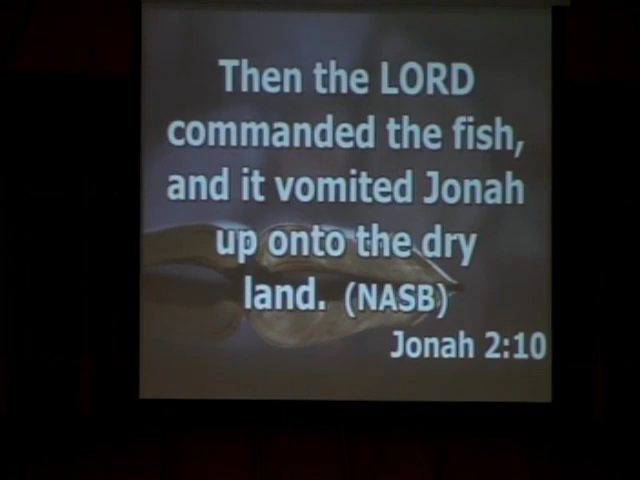 Then the LORD
commanded the fish,
and it vomited Jonah
up onto the dry
land. (NASB)
Jonah 2:10